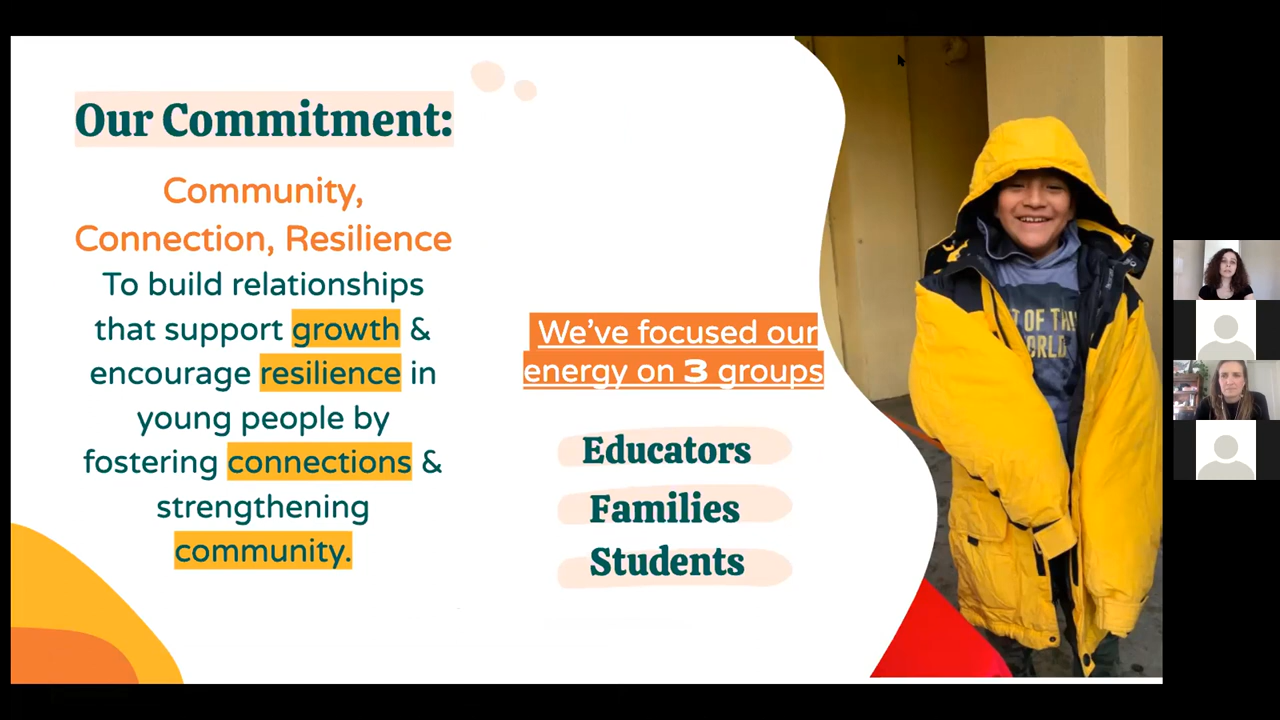 Our Commitment:
Community,
Connection, Resilience
To build relationships
that support growth &
encourage resilience in
young people by
fostering connections &
strengthening
community.
We've focused our
energy on 3 groups
Educators
Families
Students
OF